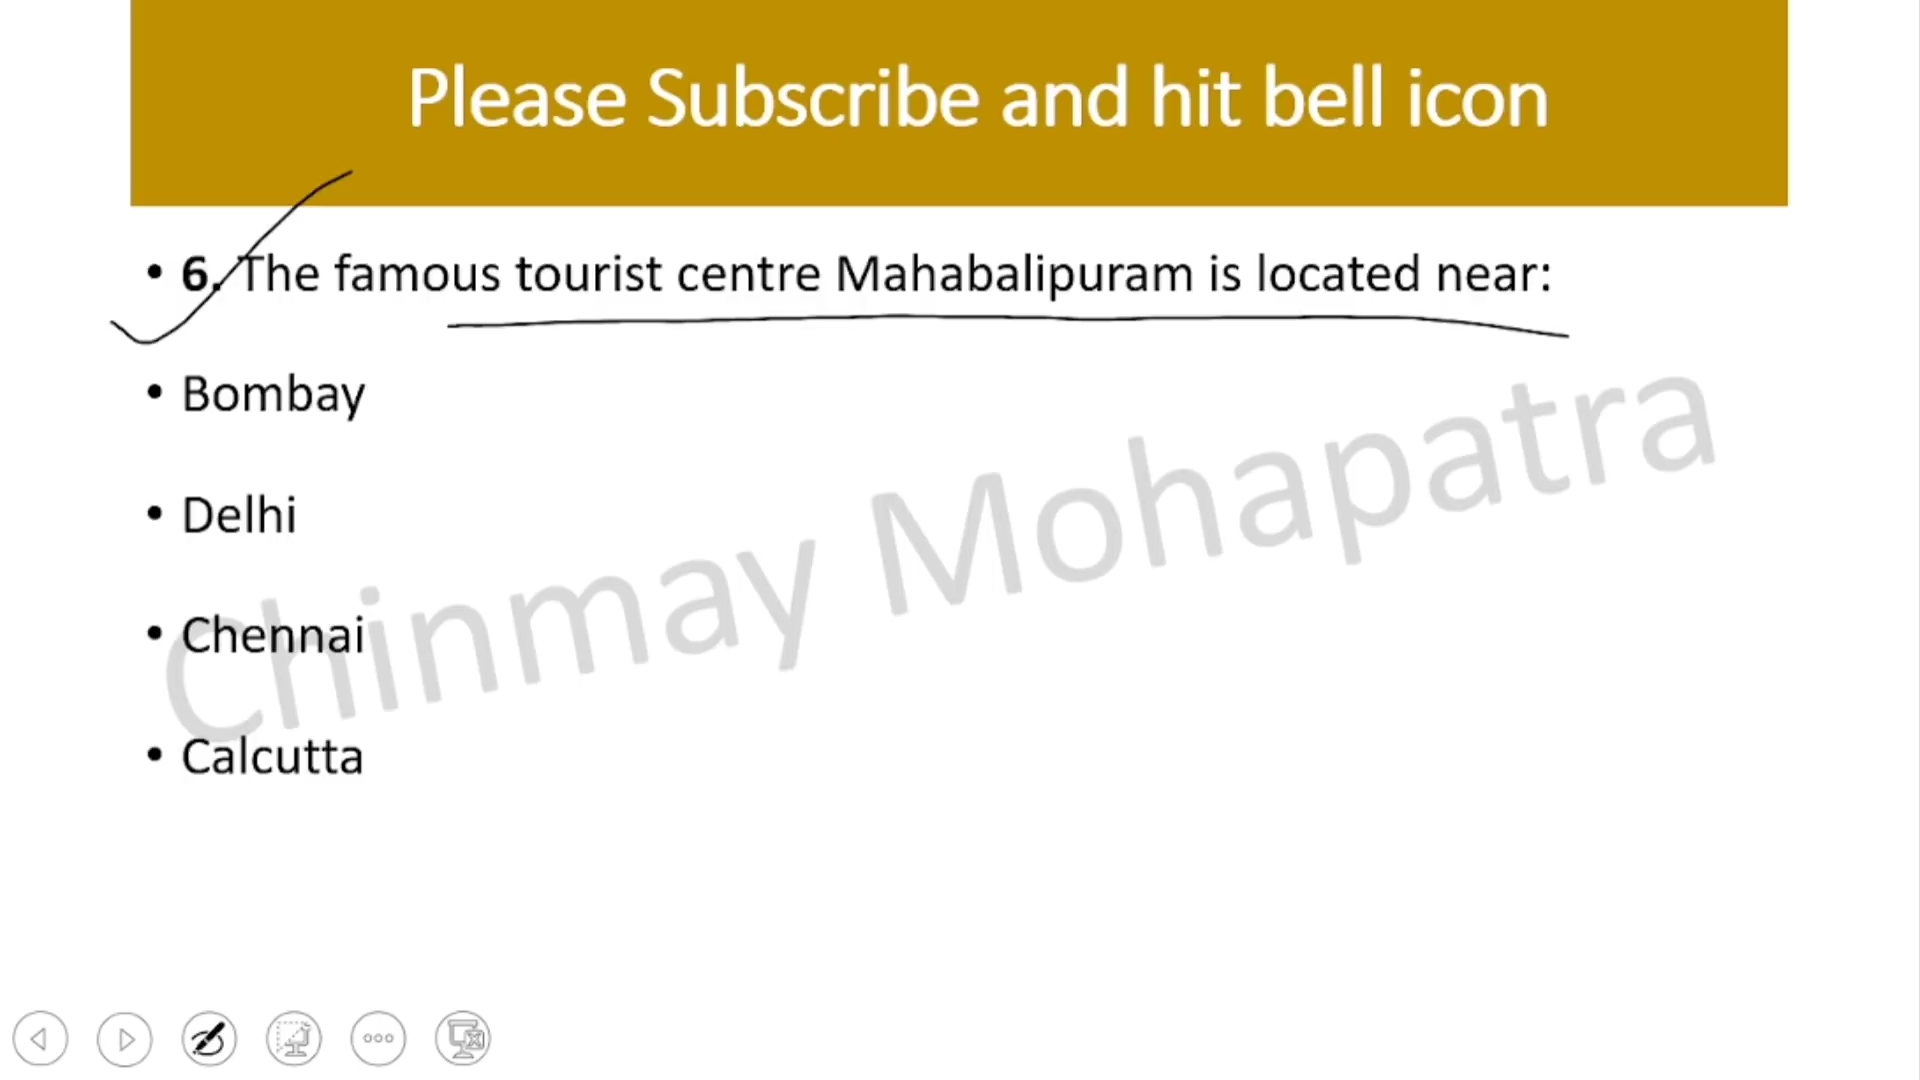 Please Subscribe and hit bell icon
• 6. The famous tourist centre Mahabalipuram is located near:
• Bombay
• Delhi
• Chennai
• Calcutta
Chinmay Mohapatra